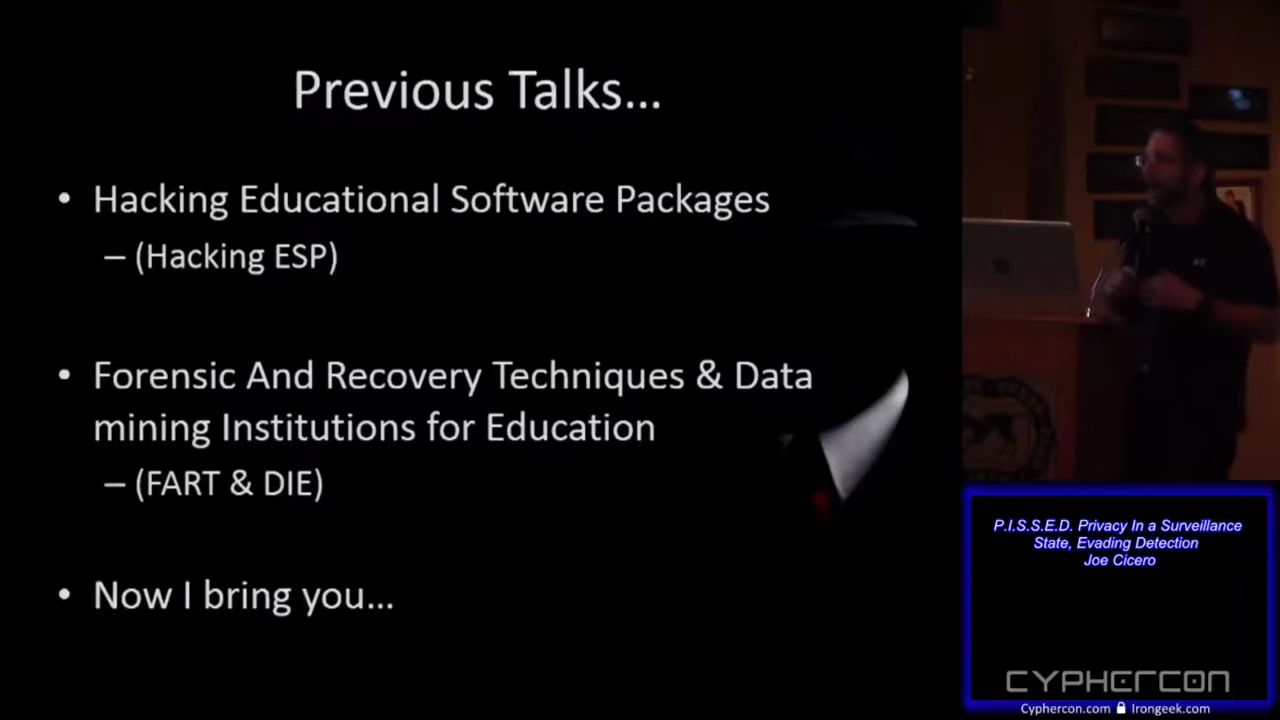 Previous Talks...
• Hacking Educational Software Packages
– (Hacking ESP)
• Forensic And Recovery Techniques & Data
mining Institutions for Education
– (FART & DIE)
• Now I bring you...
P.I.S.S.E.D. Privacy In a Surveillance
State, Evading Detection
Joe Cicero
CYPHERCON
Cyphercon.com Irongeek.com